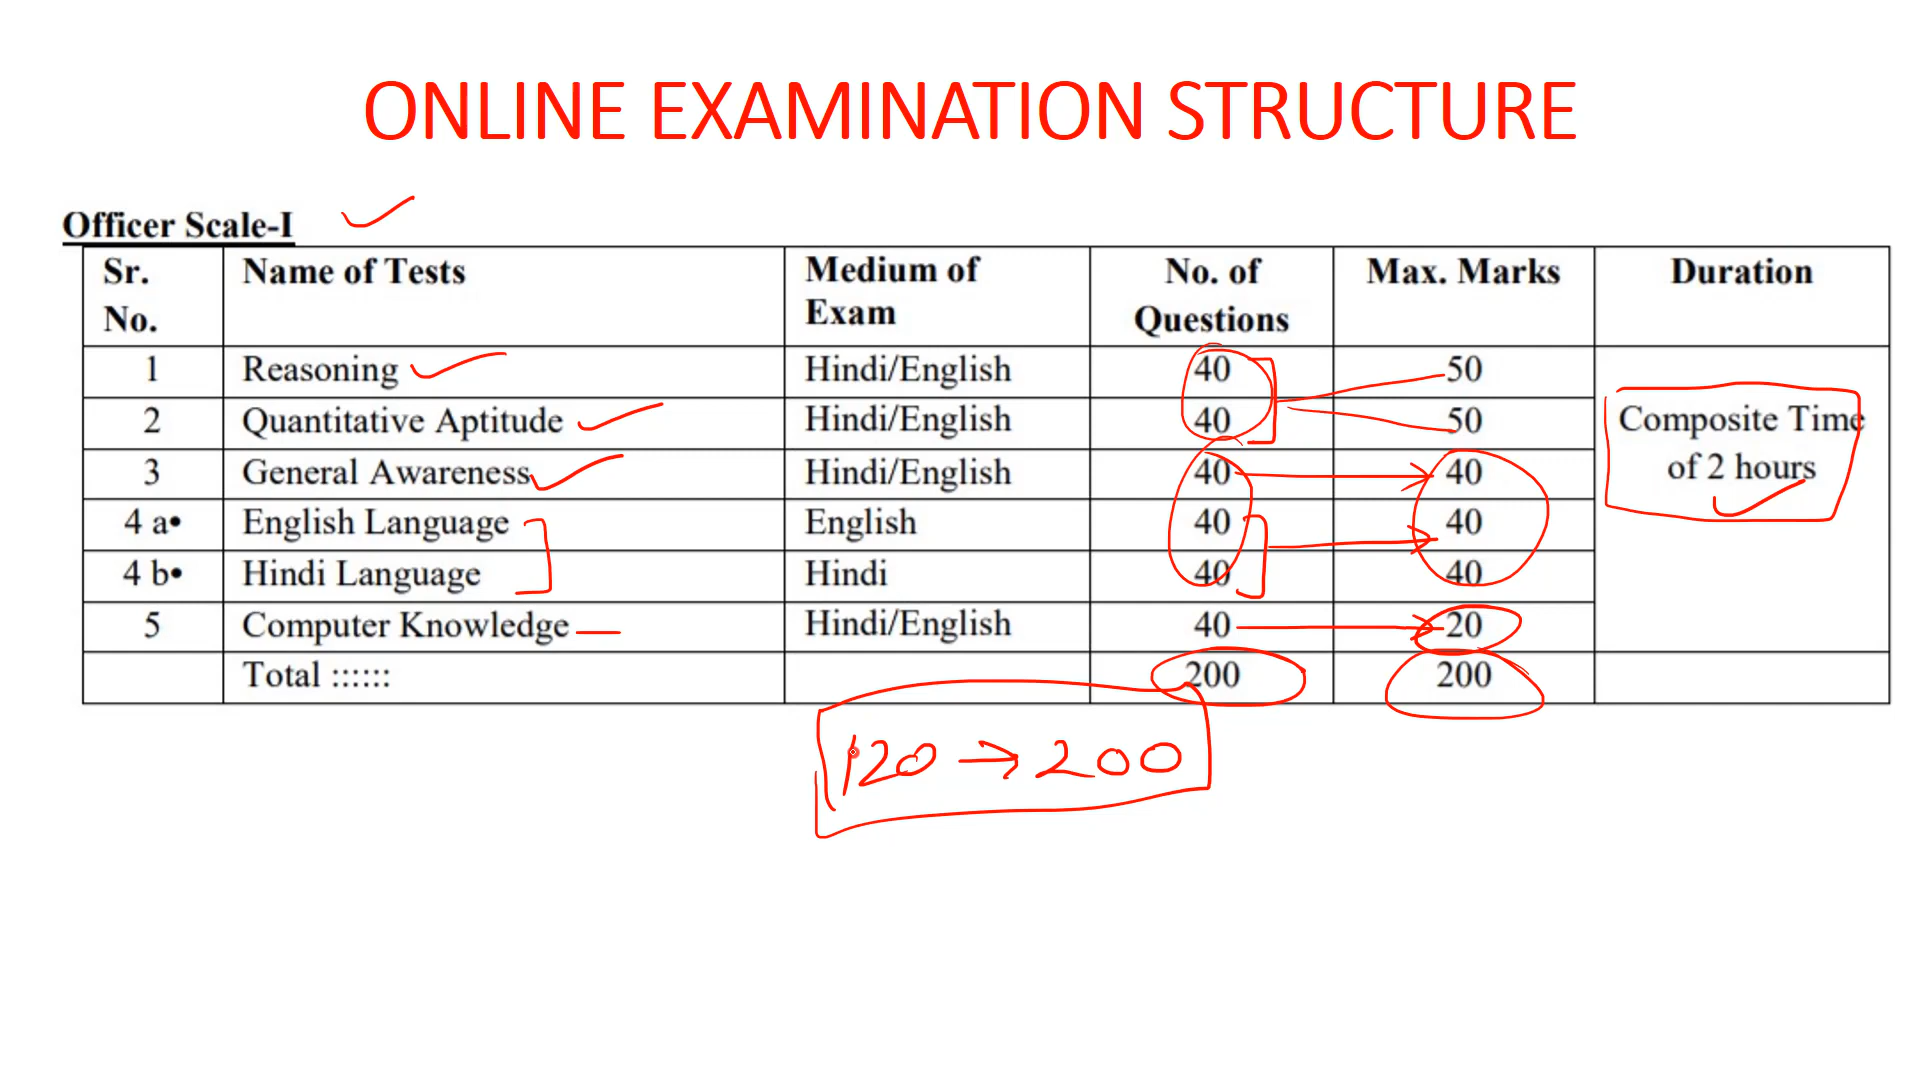 ONLINE EXAMINATION STRUCTURE
Officer Scale-I
Sr. No. Name of Tests Medium of Exam No. of Questions Max. Marks Duration
1 Reasoning Hindi/English 40 50 Composite Time of 2 hours
2 Quantitative Aptitude Hindi/English 40 50
3 General Awareness Hindi/English 40 40
4 a• English Language English 40 40
4 b• Hindi Language Hindi 40 40
5 Computer Knowledge Hindi/English 40 20
Total :::::: 200 200
120 → 200